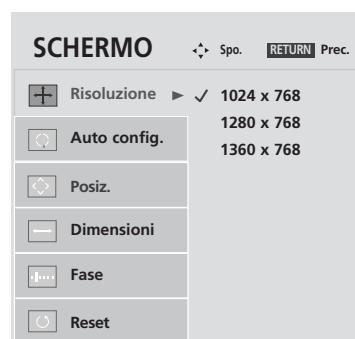 SCHERMO Spo. RETURN Prec.
Risoluzione ► ✓ 1024 x 768
1280 x 768
1360 x 768
Auto config.
Posiz.
Dimensioni
Fase
Reset